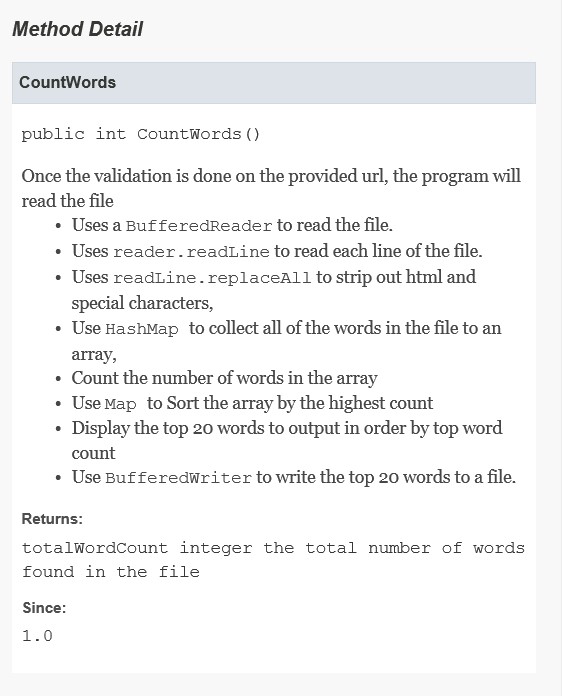 Method Detail
CountWords
public int CountWords()
Once the validation is done on the provided url, the program will
read the file
• Uses a BufferedReader to read the file.
• Uses reader.readLine to read each line of the file.
• Uses readLine.replaceAll to strip out html and
special characters,
• Use HashMap to collect all of the words in the file to an
array,
• Count the number of words in the array
• Use Map to Sort the array by the highest count
• Display the top 20 words to output in order by top word
count
• Use BufferedWriter to write the top 20 words to a file.
Returns:
totalWordCount integer the total number of words
found in the file
Since:
1.0